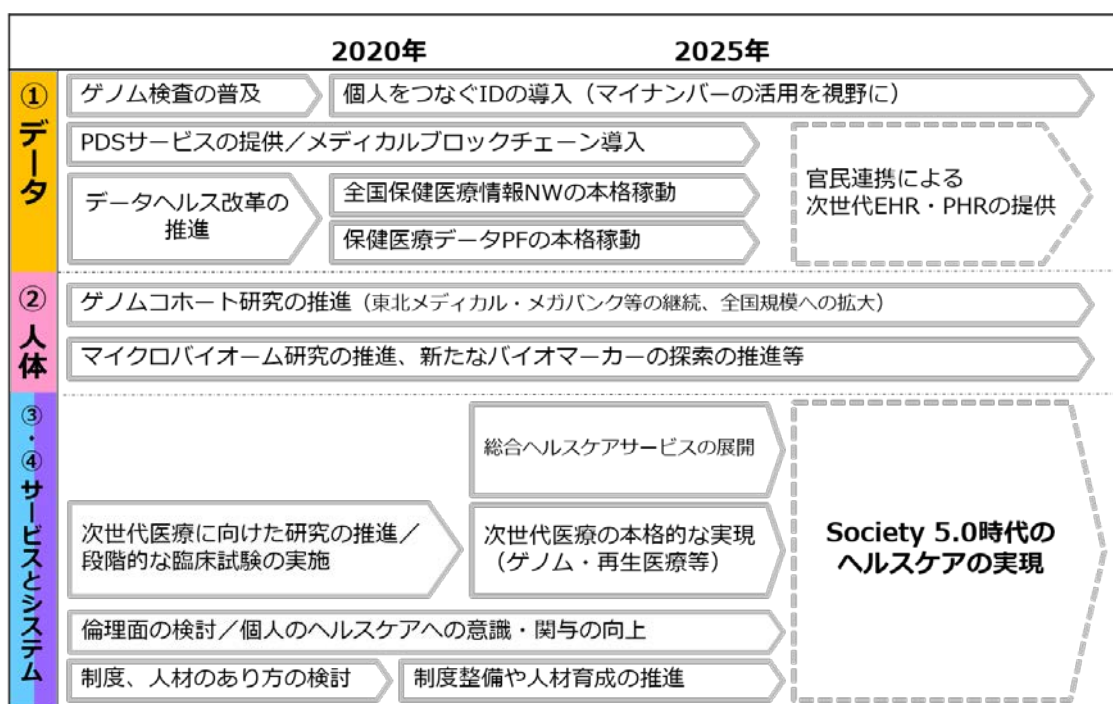 2020年
2025年
① データ
ゲノム検査の普及
個人をつなぐIDの導入（マイナンバーの活用を視野に）
PDSサービスの提供／メディカルブロックチェーン導入
データヘルス改革の
推進
全国保健医療情報NWの本格稼動
保健医療データPFの本格稼動
官民連携による
次世代EHR・PHRの提供
② 人体
ゲノムコホート研究の推進（東北メディカル・メガバンク等の継続、全国規模への拡大）
マイクロバイオーム研究の推進、新たなバイオマーカーの探索の推進等
③・④ サービスとシステム
総合ヘルスケアサービスの展開
次世代医療に向けた研究の推進／
段階的な臨床試験の実施
次世代医療の本格的な実現
（ゲノム・再生医療等）
倫理面の検討／個人のヘルスケアへの意識・関与の向上
制度、人材のあり方の検討
制度整備や人材育成の推進
Society 5.0時代の
ヘルスケアの実現